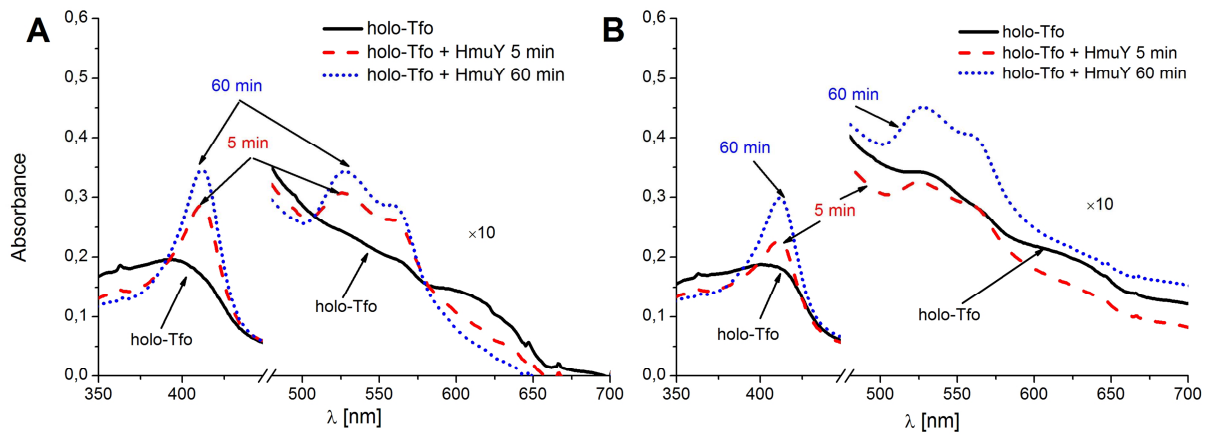 A
holo-Tfo
holo-Tfo + HmuY 5 min
holo-Tfo + HmuY 60 min
60 min
5 min
×10
holo-Tfo
holo-Tfo
Absorbance
0,6
0,5
0,4
0,3
0,2
0,1
0,0
350
400
500
550
600
650
700
λ [nm]
B
holo-Tfo
holo-Tfo + HmuY 5 min
holo-Tfo + HmuY 60 min
60 min
60 min
5 min
×10
holo-Tfo
holo-Tfo
0,6
0,5
0,4
0,3
0,2
0,1
0,0
350
400
500
550
600
650
700
λ [nm]